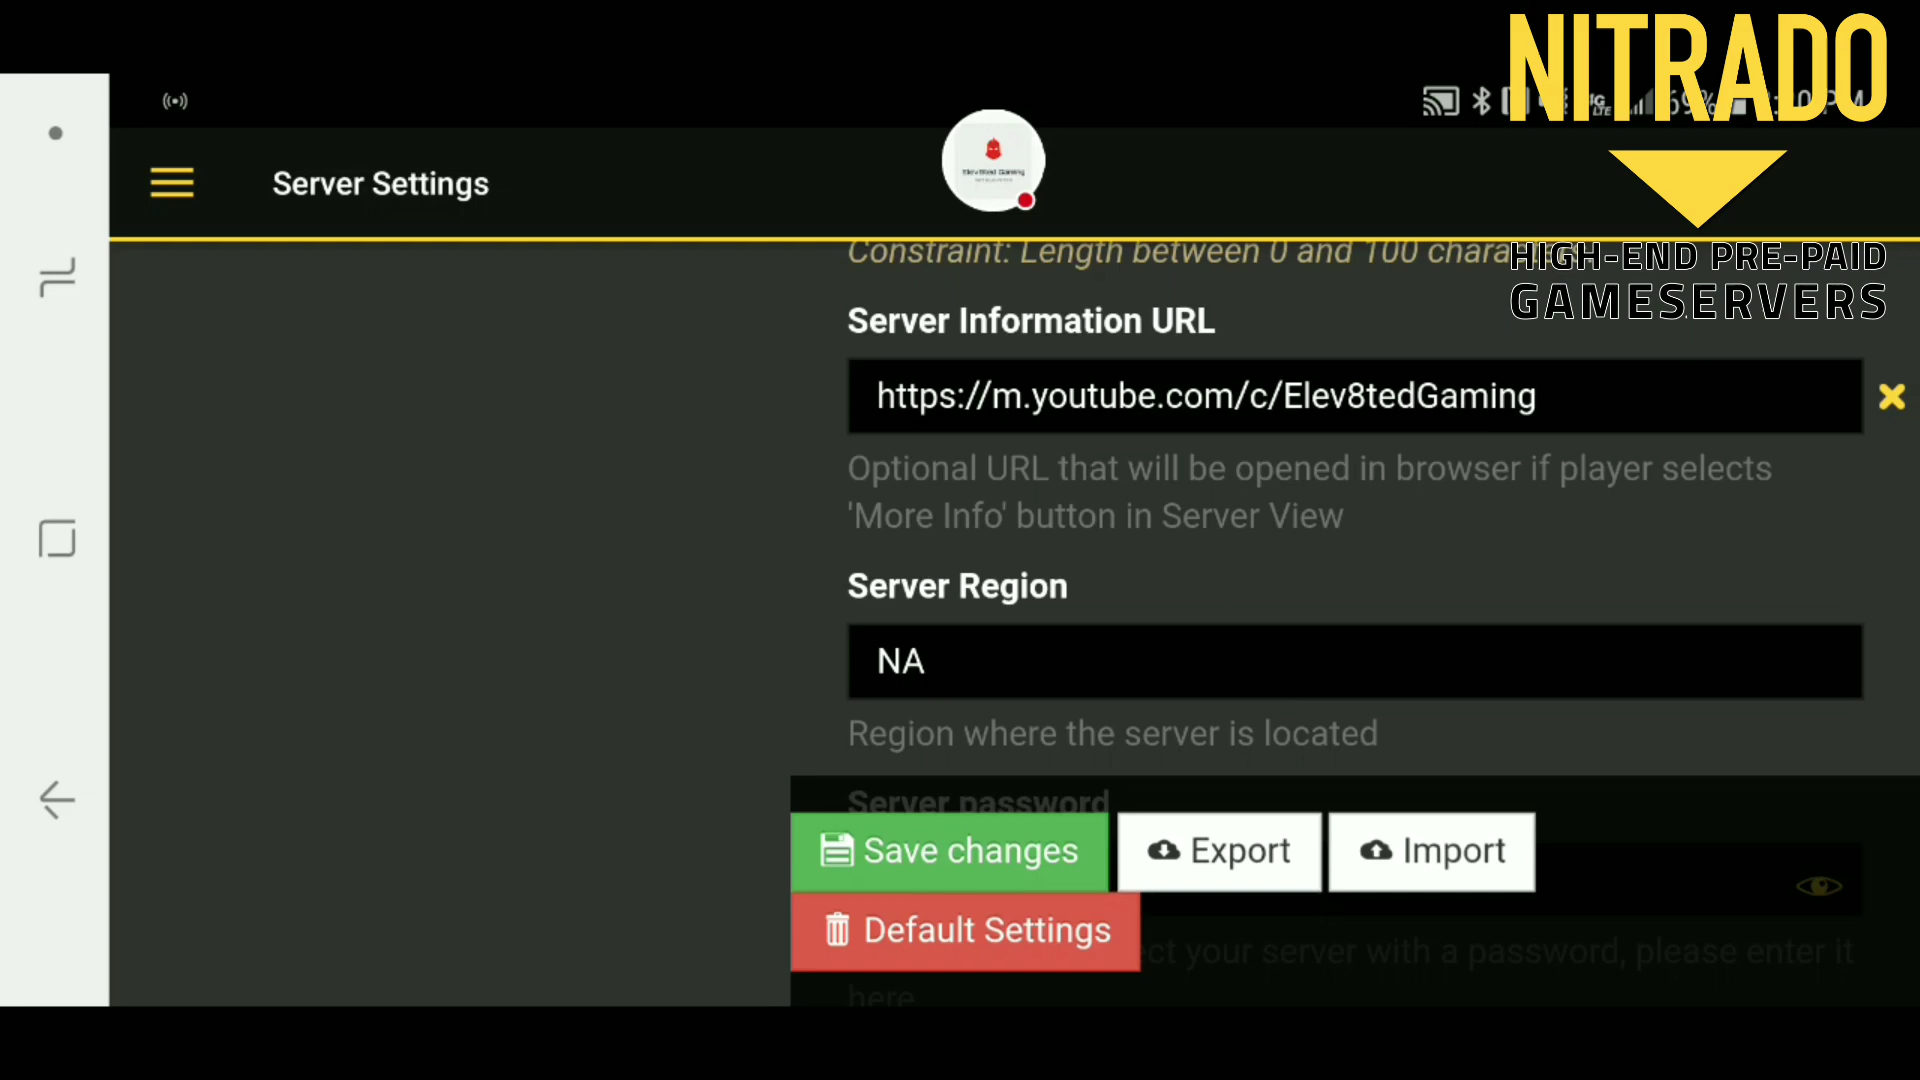 NITRADO
Server Settings
Elev8ted Gaming
HIGH-END PRE-PAID
GAMESERVERS
Constraint: Length between 0 and 100
Server Information URL
https://m.youtube.com/c/Elev8tedGaming
Optional URL that will be opened in browser if player selects
'More Info' button in Server View
Server Region
NA
Region where the server is located
Server password
Save changes
Export
Import
Default Settings
your server with a password, please enter it
here